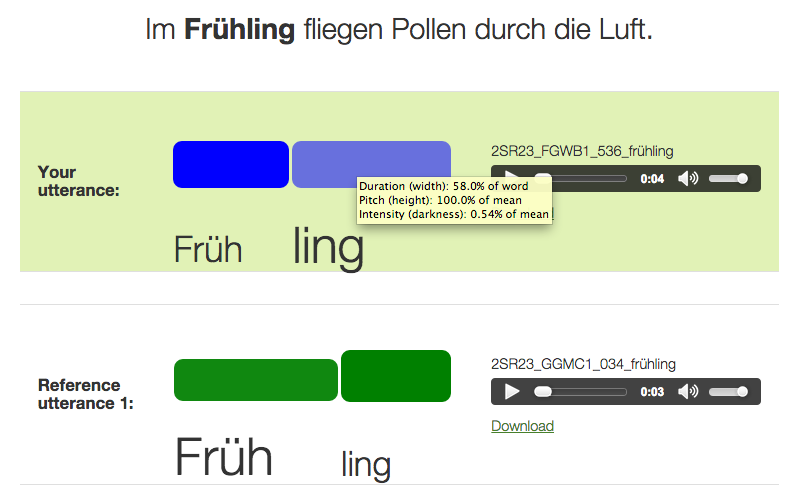 Im Frühling fliegen Pollen durch die Luft.
Your
utterance:
2SR23_FGWB1_536_frühling
0:04
Duration (width): 58.0% of word
Pitch (height): 100.0% of mean
Intensity (darkness): 0.54% of mean
Früh ling
Reference
utterance 1:
2SR23_GGMC1_034_frühling
0:03
Download
Früh ling